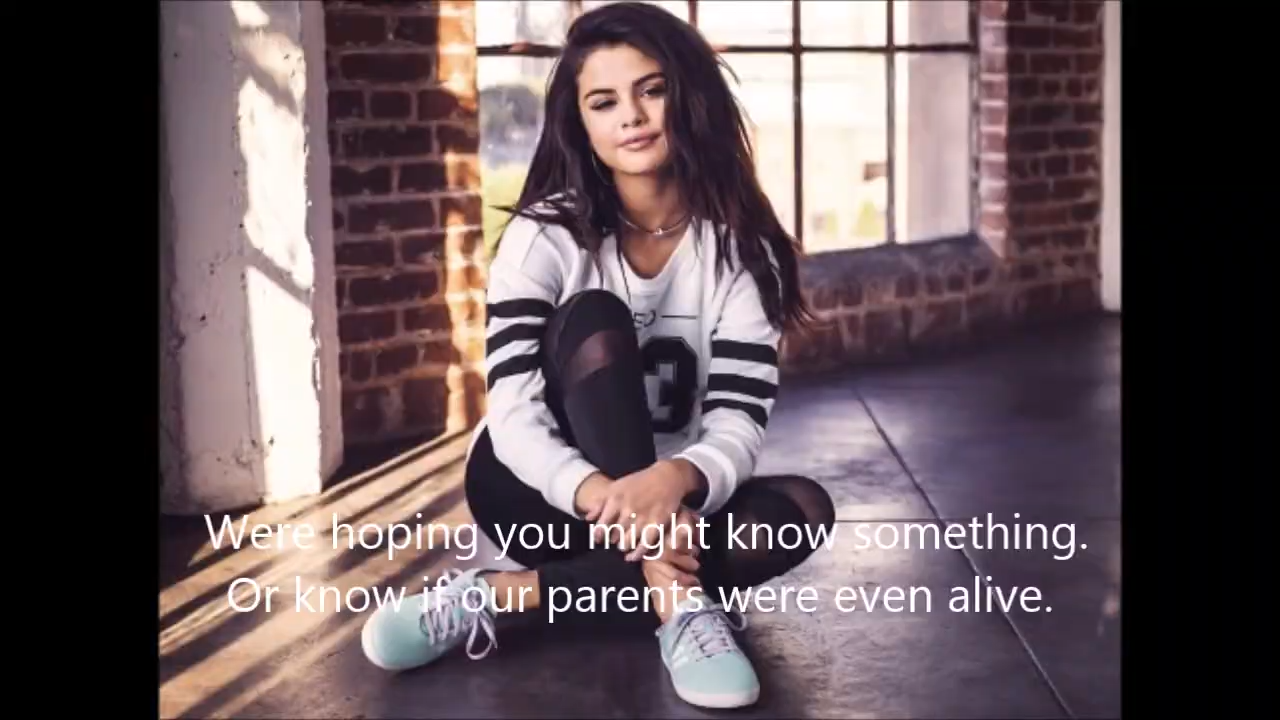 Were hoping you might know something.
Or know if our parents were even alive.